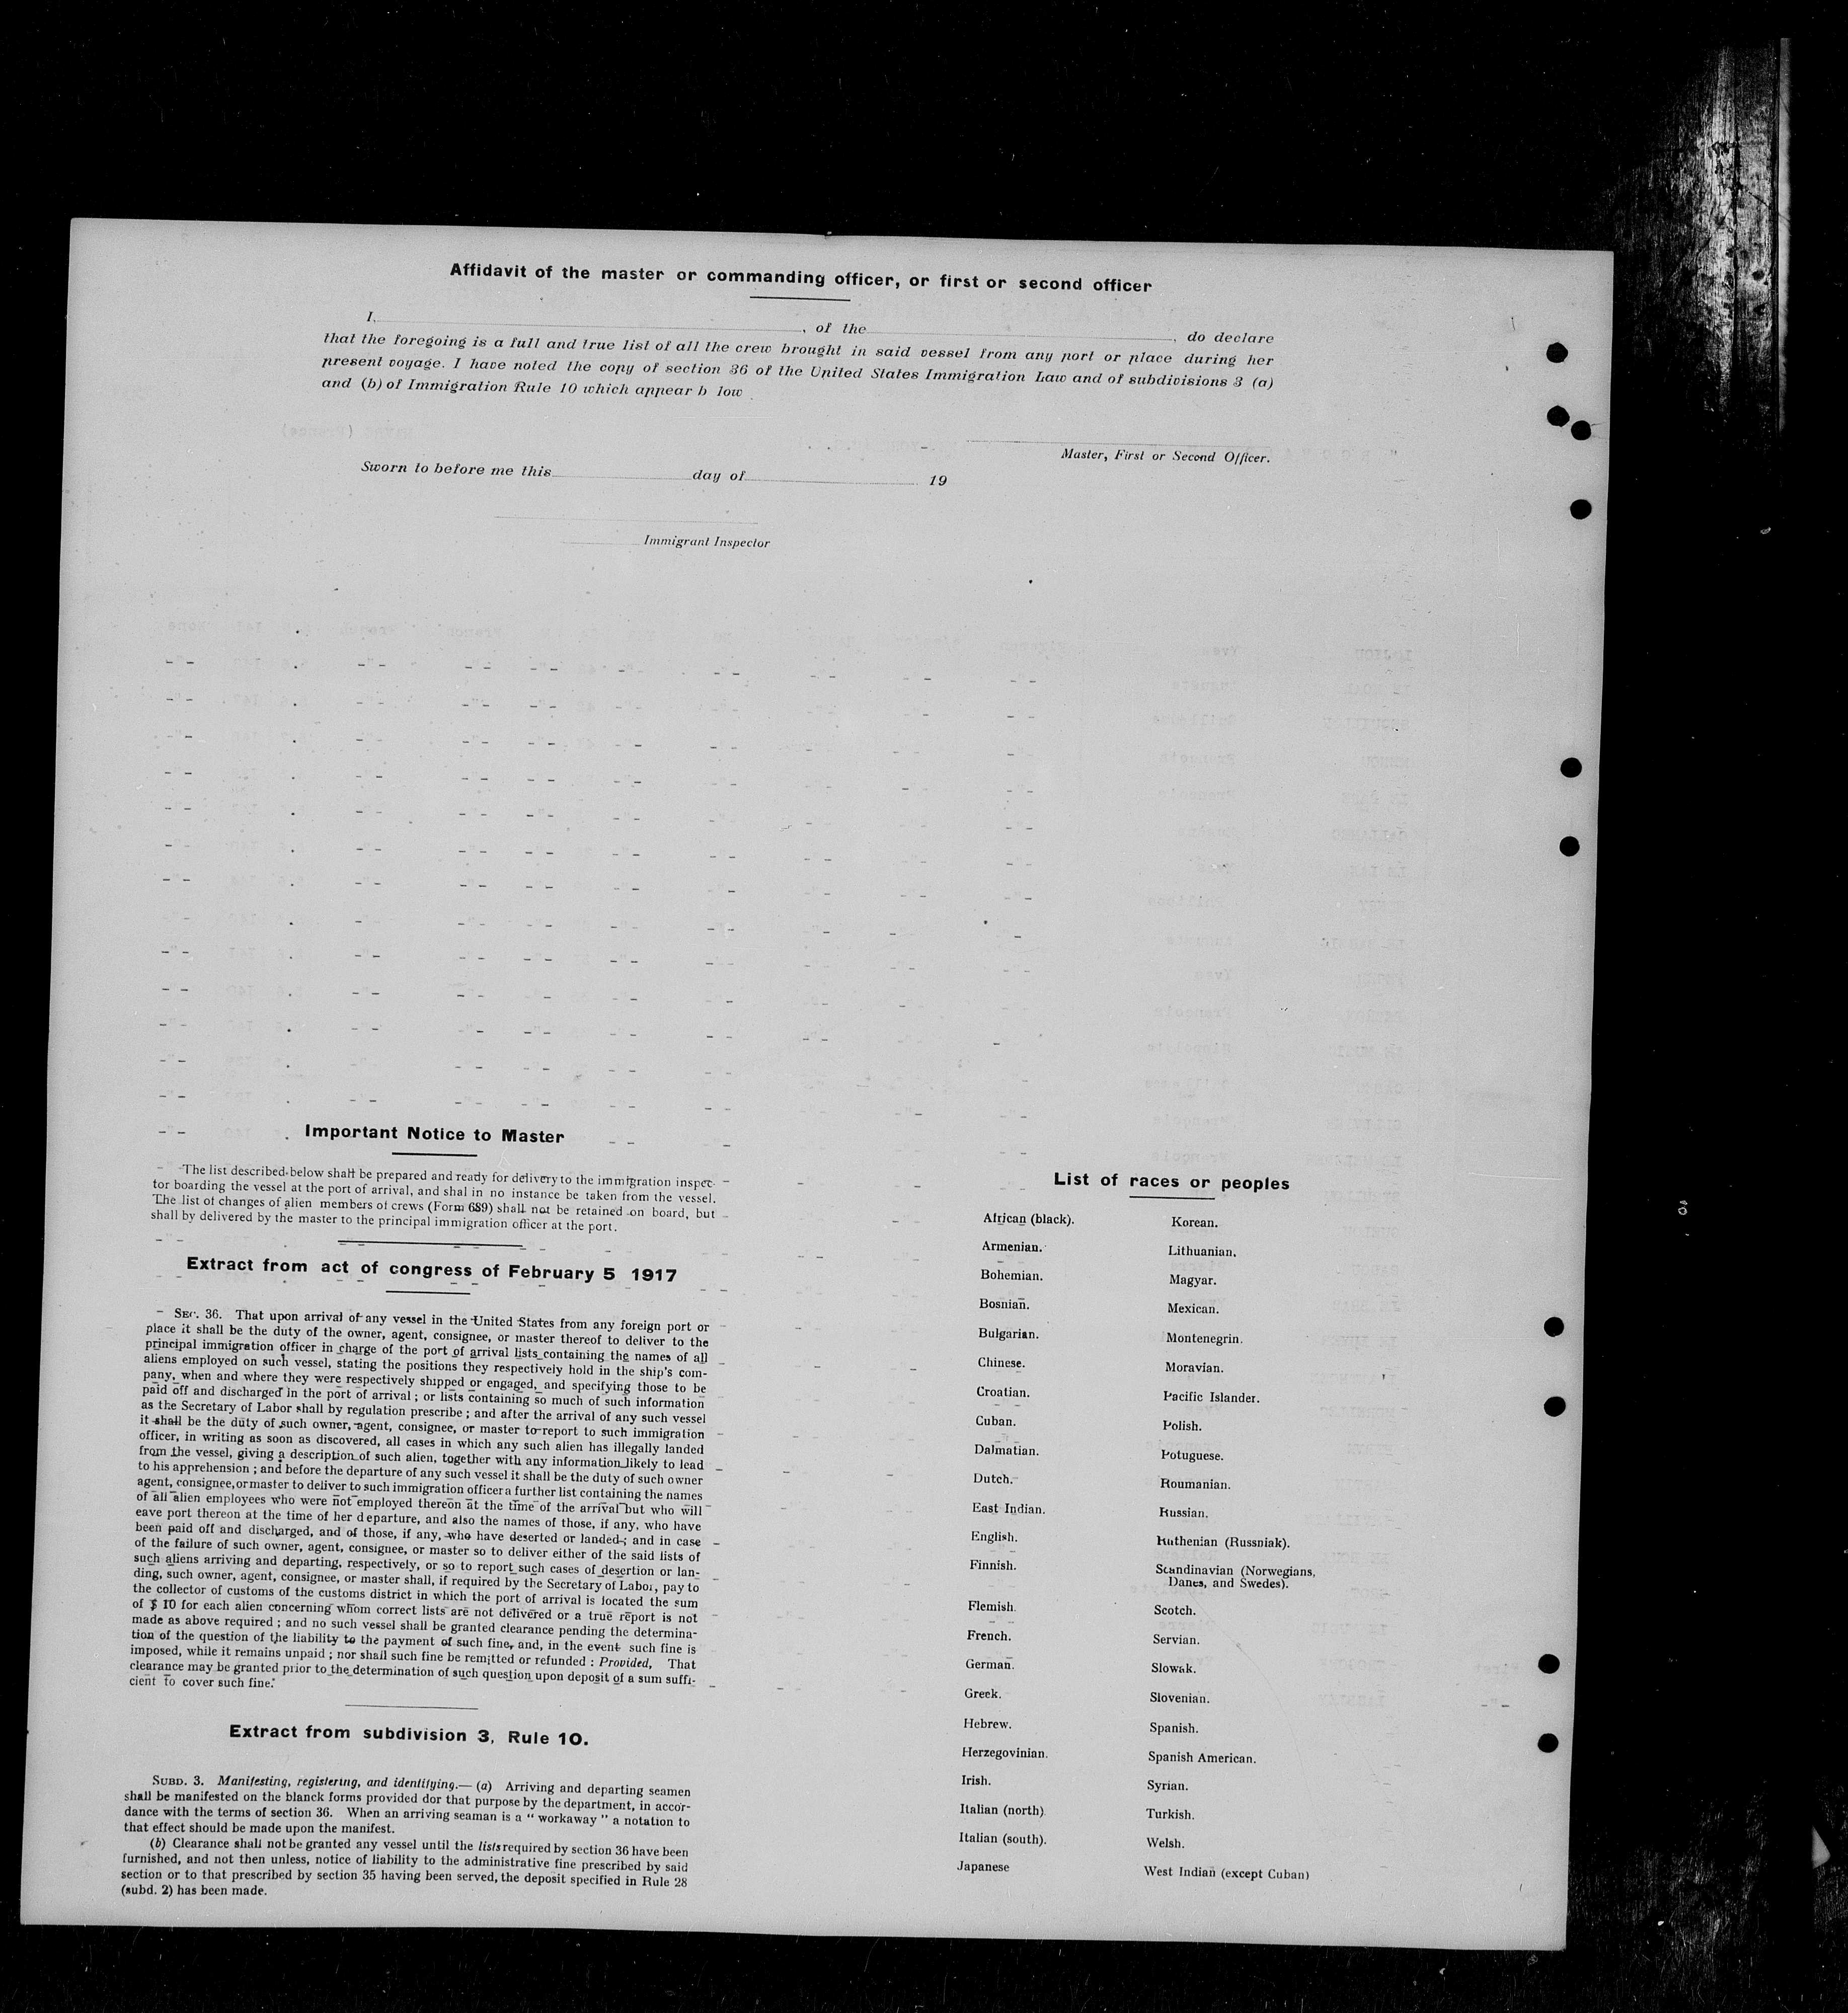 Affidavit of the master or commanding officer, or first or second officer
I, , of the , do declare
that the foregoing is a full and true list of all the crew brought in said vessel from any port or place during her
present voyage. I have noted the copy of section 36 of the United States Immigration Law and of subdivisions 3 (a)
and (b) of Immigration Rule 10 which appear b low
Master, First or Second Officer.
Sworn to before me this day of 19
Immigrant Inspector
Important Notice to Master
The list described below shall be prepared and ready for delivery to the immigration inspec-
tor boarding the vessel at the port of arrival, and shal in no instance be taken from the vessel.
The list of changes of alien members of crews (Form 689) shall not be retained on board, but
shall by delivered by the master to the principal immigration officer at the port.
Extract from act of congress of February 5 1917
SEC. 36. That upon arrival of any vessel in the United States from any foreign port or
place it shall be the duty of the owner, agent, consignee, or master thereof to deliver to the
principal immigration officer in charge of the port of arrival lists containing the names of all
aliens employed on such vessel, stating the positions they respectively hold in the ship's com-
pany, when and where they were respectively shipped or engaged, and specifying those to be
paid off and discharged in the port of arrival ; or lists containing so much of such information
as the Secretary of Labor shall by regulation prescribe ; and after the arrival of any such vessel
it shall be the duty of such owner, agent, consignee, or master to report to such immigration
officer, in writing as soon as discovered, all cases in which any such alien has illegally landed
from the vessel, giving a description of such alien, together with any information likely to lead
to his apprehension ; and before the departure of any such vessel it shall be the duty of such owner
agent, consignee, or master to deliver to such immigration officer a further list containing the names
of all alien employees who were not employed thereon at the time of the arrival but who will
eave port thereon at the time of her departure, and also the names of those, if any, who have
been paid off and discharged, and of those, if any, who have deserted or landed ; and in case
of the failure of such owner, agent, consignee, or master so to deliver either of the said lists of
such aliens arriving and departing, respectively, or so to report such cases of desertion or lan-
ding, such owner, agent, consignee, or master shall, if required by the Secretary of Labor, pay to
the collector of customs of the customs district in which the port of arrival is located the sum
of $ 10 for each alien concerning whom correct lists are not delivered or a true report is not
made as above required ; and no such vessel shall be granted clearance pending the determina-
tion of the question of the liability to the payment of such fine, and, in the event such fine is
imposed, while it remains unpaid ; nor shall such fine be remitted or refunded : Provided, That
clearance may be granted prior to the determination of such question upon deposit of a sum suffi-
cient to cover such fine.
Extract from subdivision 3, Rule 10.
SUBD. 3. Manifesting, registering, and identifying.— (a) Arriving and departing seamen
shall be manifested on the blanck forms provided dor that purpose by the department, in accor-
dance with the terms of section 36. When an arriving seaman is a “ workaway ” a notation to
that effect should be made upon the manifest.
(b) Clearance shall not be granted any vessel until the lists required by section 36 have been
furnished, and not then unless, notice of liability to the administrative fine prescribed by said
section or to that prescribed by section 35 having been served, the deposit specified in Rule 28
(subd. 2) has been made.
List of races or peoples
African (black).
Armenian.
Bohemian.
Bosnian.
Bulgarian.
Chinese.
Croatian.
Cuban.
Dalmatian.
Dutch.
East Indian.
English.
Finnish.
Flemish.
French.
German.
Greek.
Hebrew.
Herzegovinian.
Irish.
Italian (north)
Italian (south).
Japanese
Korean.
Lithuanian.
Magyar.
Mexican.
Montenegrin.
Moravian.
Pacific Islander.
Polish.
Potuguese.
Roumanian.
Russian.
Ruthenian (Russniak).
Scandinavian (Norwegians,
Danes, and Swedes).
Scotch.
Servian.
Slowak.
Slovenian.
Spanish.
Spanish American.
Syrian.
Turkish.
Welsh.
West Indian (except Cuban)